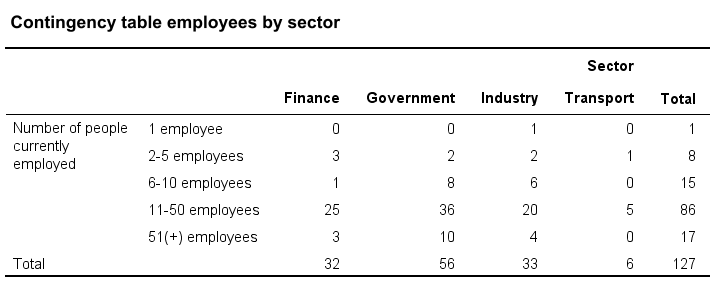 Contingency table employees by sector
Sector
Finance Government Industry Transport Total
Number of people currently employed 1 employee 0 0 1 0 1
2-5 employees 3 2 2 1 8
6-10 employees 1 8 6 0 15
11-50 employees 25 36 20 5 86
51(+) employees 3 10 4 0 17
Total 32 56 33 6 127